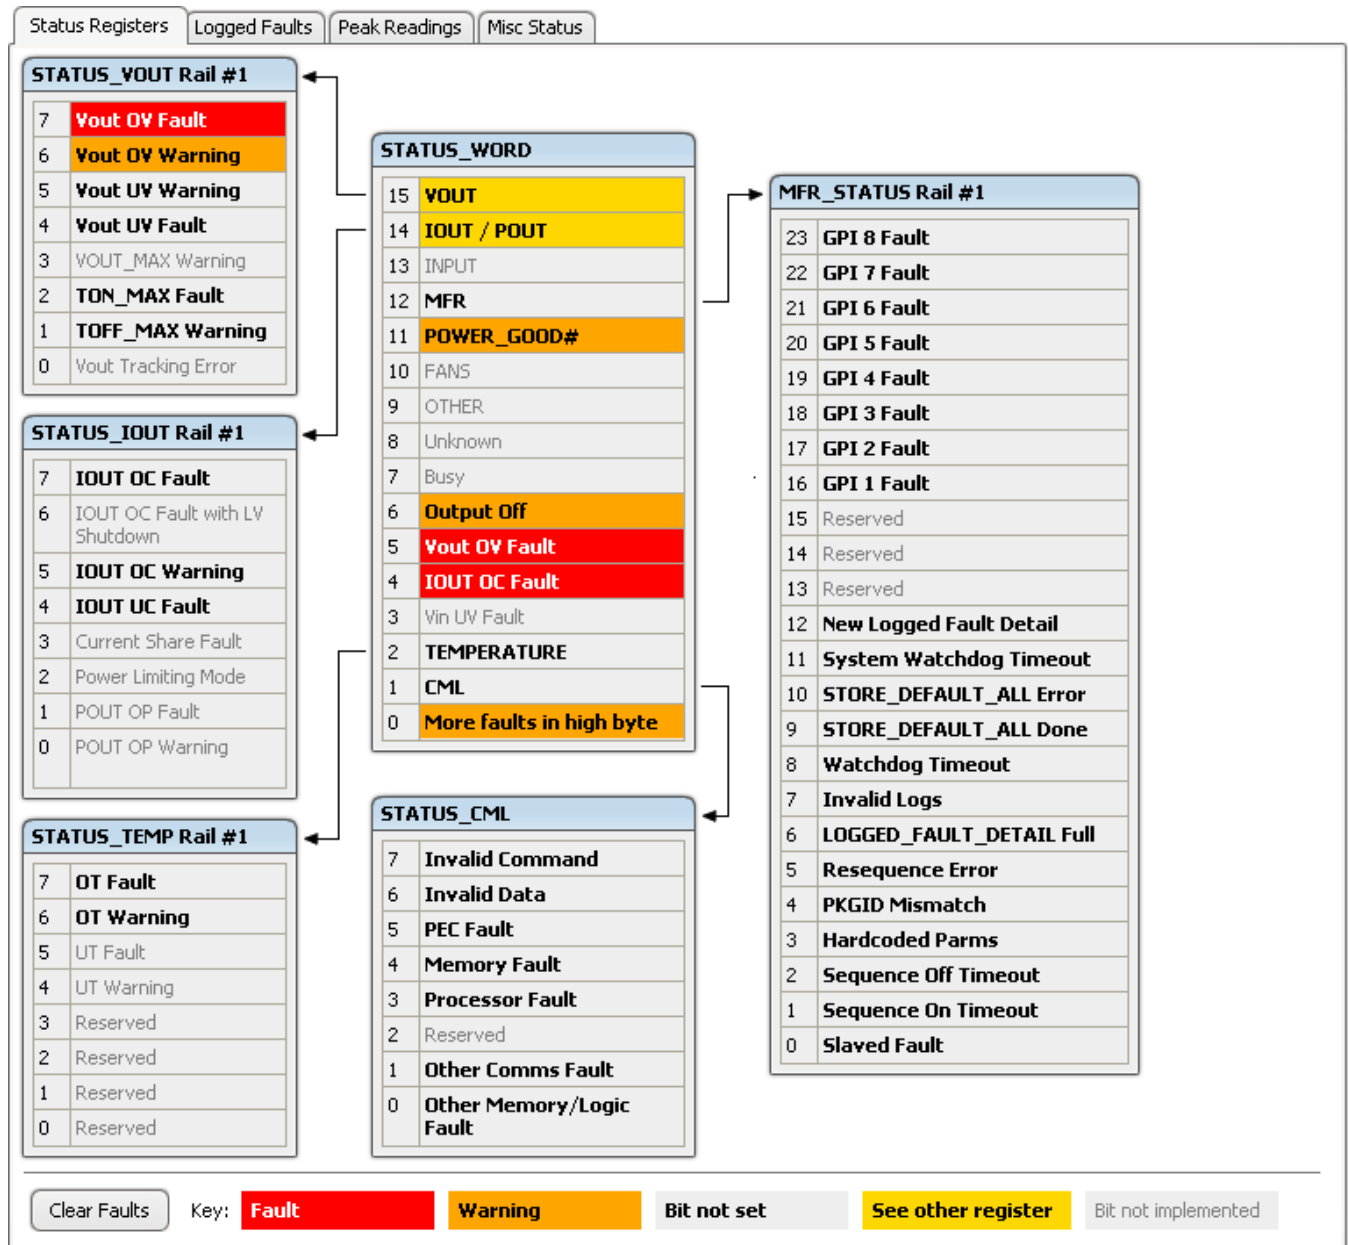 Status Registers
Logged Faults
Peak Readings
Misc Status
STATUS_VOUT Rail #1
7 Vout OV Fault
6 Vout OV Warning
5 Vout UV Warning
4 Vout UV Fault
3 VOUT_MAX Warning
2 TON_MAX Fault
1 TOFF_MAX Warning
0 Vout Tracking Error
STATUS_IOUT Rail #1
7 IOUT OC Fault
6 IOUT OC Fault with LV
Shutdown
5 IOUT OC Warning
4 IOUT UC Fault
3 Current Share Fault
2 Power Limiting Mode
1 POUT OP Fault
0 POUT OP Warning
STATUS_TEMP Rail #1
7 OT Fault
6 OT Warning
5 UT Fault
4 UT Warning
3 Reserved
2 Reserved
1 Reserved
0 Reserved
STATUS_WORD
15 VOUT
14 IOUT / POUT
13 INPUT
12 MFR
11 POWER_GOOD#
10 FANS
9 OTHER
8 Unknown
7 Busy
6 Output Off
5 Vout OV Fault
4 IOUT OC Fault
3 Vin UV Fault
2 TEMPERATURE
1 CML
0 More faults in high byte
STATUS_CML
7 Invalid Command
6 Invalid Data
5 PEC Fault
4 Memory Fault
3 Processor Fault
2 Reserved
1 Other Comms Fault
0 Other Memory/Logic
Fault
MFR_STATUS Rail #1
23 GPI 8 Fault
22 GPI 7 Fault
21 GPI 6 Fault
20 GPI 5 Fault
19 GPI 4 Fault
18 GPI 3 Fault
17 GPI 2 Fault
16 GPI 1 Fault
15 Reserved
14 Reserved
13 Reserved
12 New Logged Fault Detail
11 System Watchdog Timeout
10 STORE_DEFAULT_ALL Error
9 STORE_DEFAULT_ALL Done
8 Watchdog Timeout
7 Invalid Logs
6 LOGGED_FAULT_DETAIL Full
5 Resequence Error
4 PKGID Mismatch
3 Hardcoded Parms
2 Sequence Off Timeout
1 Sequence On Timeout
0 Slaved Fault
Clear Faults
Key: Fault Warning Bit not set See other register Bit not implemented